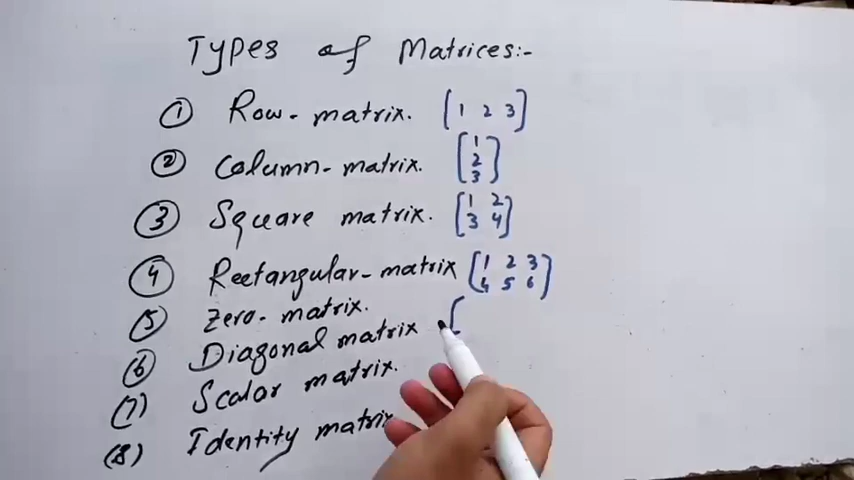 Types of Matrices:-
① Row-matrix. [1 2 3]
② Column-matrix. [1
2
3]
③ Square matrix. [1 2
3 4]
④ Rectangular-matrix [1 2 3
4 5 6]
⑤ Zero-matrix. [
⑥ Diagonal matrix
(7) Scalar matrix.
(8) Identity matrix